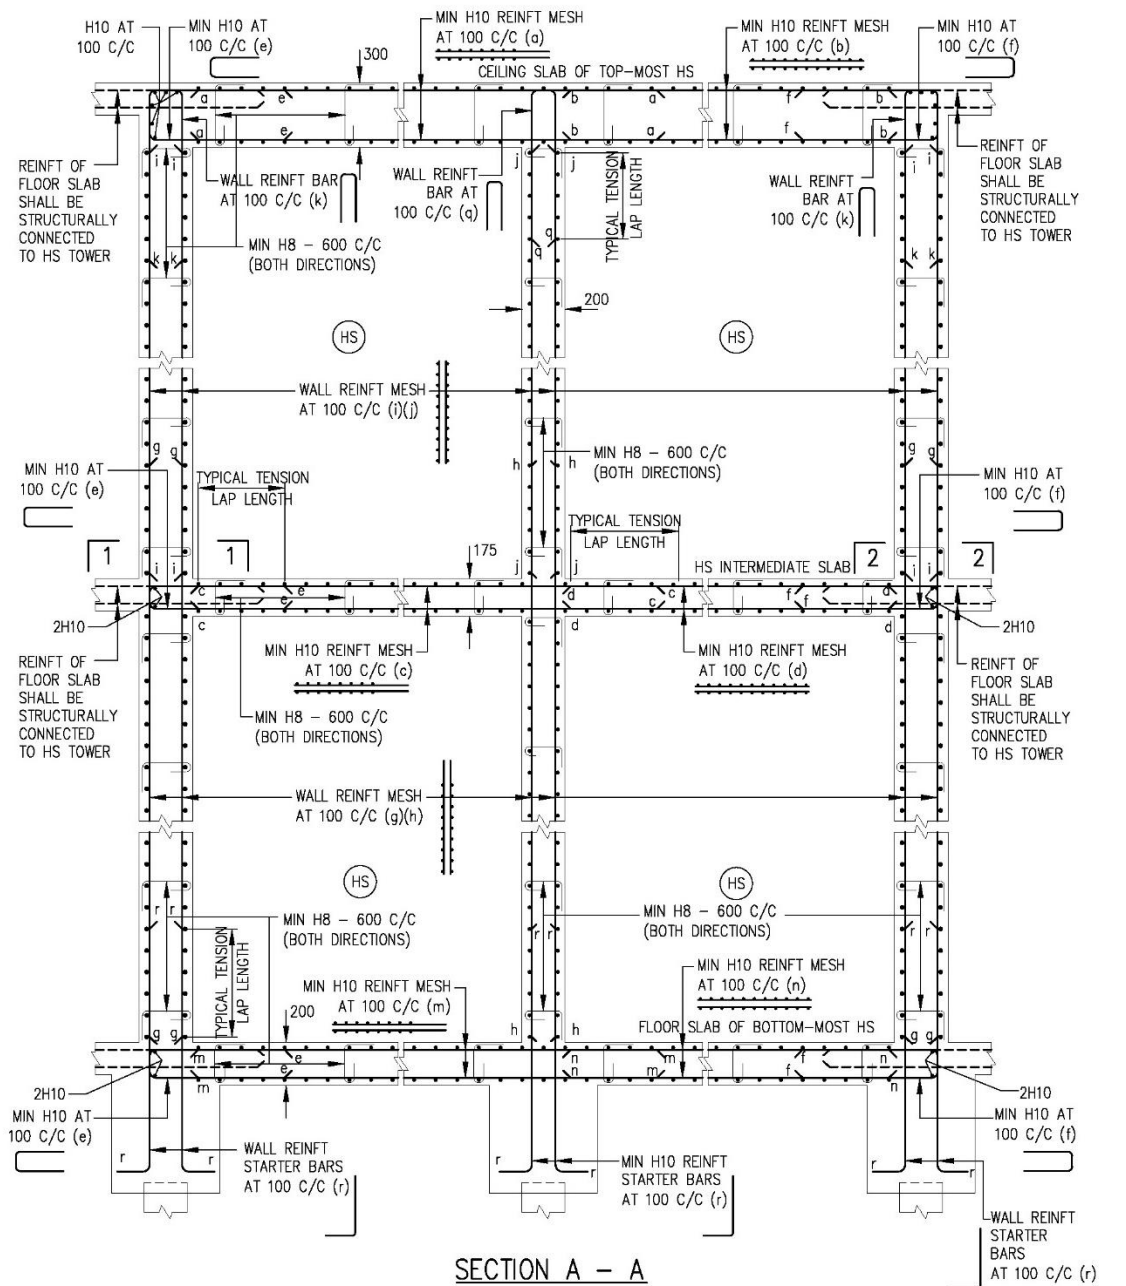 H10 AT
100 C/C
MIN H10 AT
100 C/C (e)
MIN H10 REINFT MESH
AT 100 C/C (a)
MIN H10 REINFT MESH
AT 100 C/C (b)
MIN H10 AT
100 C/C (f)
300
CEILING SLAB OF TOP-MOST HS
a
e
b
a
f
b
a
e
b
a
f
b
i
i
j
j
i
i
REINFT OF
FLOOR SLAB
SHALL BE
STRUCTURALLY
CONNECTED
TO HS TOWER
WALL REINFT BAR
AT 100 C/C (k)
WALL REINFT
BAR AT
100 C/C (q)
TYPICAL TENSION
LAP LENGTH
WALL REINFT
BAR AT
100 C/C (k)
REINFT OF
FLOOR SLAB
SHALL BE
STRUCTURALLY
CONNECTED
TO HS TOWER
MIN H8 - 600 C/C
(BOTH DIRECTIONS)
q
q
k
k
k
k
200
HS
HS
WALL REINFT MESH
AT 100 C/C (i)(j)
g
g
h
h
g
g
MIN H8 - 600 C/C
(BOTH DIRECTIONS)
MIN H10 AT
100 C/C (e)
TYPICAL TENSION
LAP LENGTH
MIN H10 AT
100 C/C (f)
TYPICAL TENSION
LAP LENGTH
1
1
175
2
2
HS INTERMEDIATE SLAB
i
i
j
j
i
i
c
e
d
c
f
d
e
c
f
c
d
d
2H10
2H10
MIN H10 REINFT MESH
AT 100 C/C (c)
MIN H10 REINFT MESH
AT 100 C/C (d)
REINFT OF
FLOOR SLAB
SHALL BE
STRUCTURALLY
CONNECTED
TO HS TOWER
REINFT OF
FLOOR SLAB
SHALL BE
STRUCTURALLY
CONNECTED
TO HS TOWER
MIN H8 - 600 C/C
(BOTH DIRECTIONS)
WALL REINFT MESH
AT 100 C/C (g)(h)
HS
HS
r
r
r
r
r
r
MIN H8 - 600 C/C
(BOTH DIRECTIONS)
MIN H8 - 600 C/C
(BOTH DIRECTIONS)
TYPICAL TENSION
LAP LENGTH
MIN H10 REINFT MESH
AT 100 C/C (m)
MIN H10 REINFT MESH
AT 100 C/C (n)
200
FLOOR SLAB OF BOTTOM-MOST HS
g
g
h
h
g
g
m
e
n
m
f
n
m
e
n
m
f
n
2H10
2H10
MIN H10 AT
100 C/C (e)
MIN H10 AT
100 C/C (f)
r
r
r
r
r
r
WALL REINFT
STARTER BARS
AT 100 C/C (r)
MIN H10 REINFT
STARTER BARS
AT 100 C/C (r)
WALL REINFT
STARTER
BARS
AT 100 C/C (r)
SECTION A - A